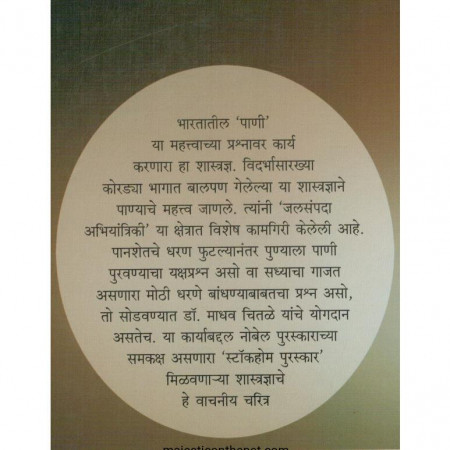 भारतातील ‘पाणी’
या महत्त्वाच्या प्रश्नावर कार्य
करणारा हा शास्त्रज्ञ. विदर्भासारख्या
कोरड्या भागात बालपण गेलेल्या या शास्त्रज्ञाने
पाण्याचे महत्त्व जाणले. त्यांनी ‘जलसंपदा
अभियांत्रिकी’ या क्षेत्रात विशेष कामगिरी केलेली आहे.
पानशेतचे धरण फुटल्यानंतर पुण्याला पाणी
पुरवण्याचा यक्षप्रश्न असो वा सध्याचा गाजत
असणारा मोठी धरणे बांधण्याबाबतचा प्रश्न असो,
तो सोडवण्यात डॉ. माधव चितळे यांचे योगदान
असतेच. या कार्याबद्दल नोबेल पुरस्काराच्या
समकक्ष असणारा ‘स्टॉकहोम पुरस्कार’
मिळवणाऱ्या शास्त्रज्ञाचे
हे वाचनीय चरित्र